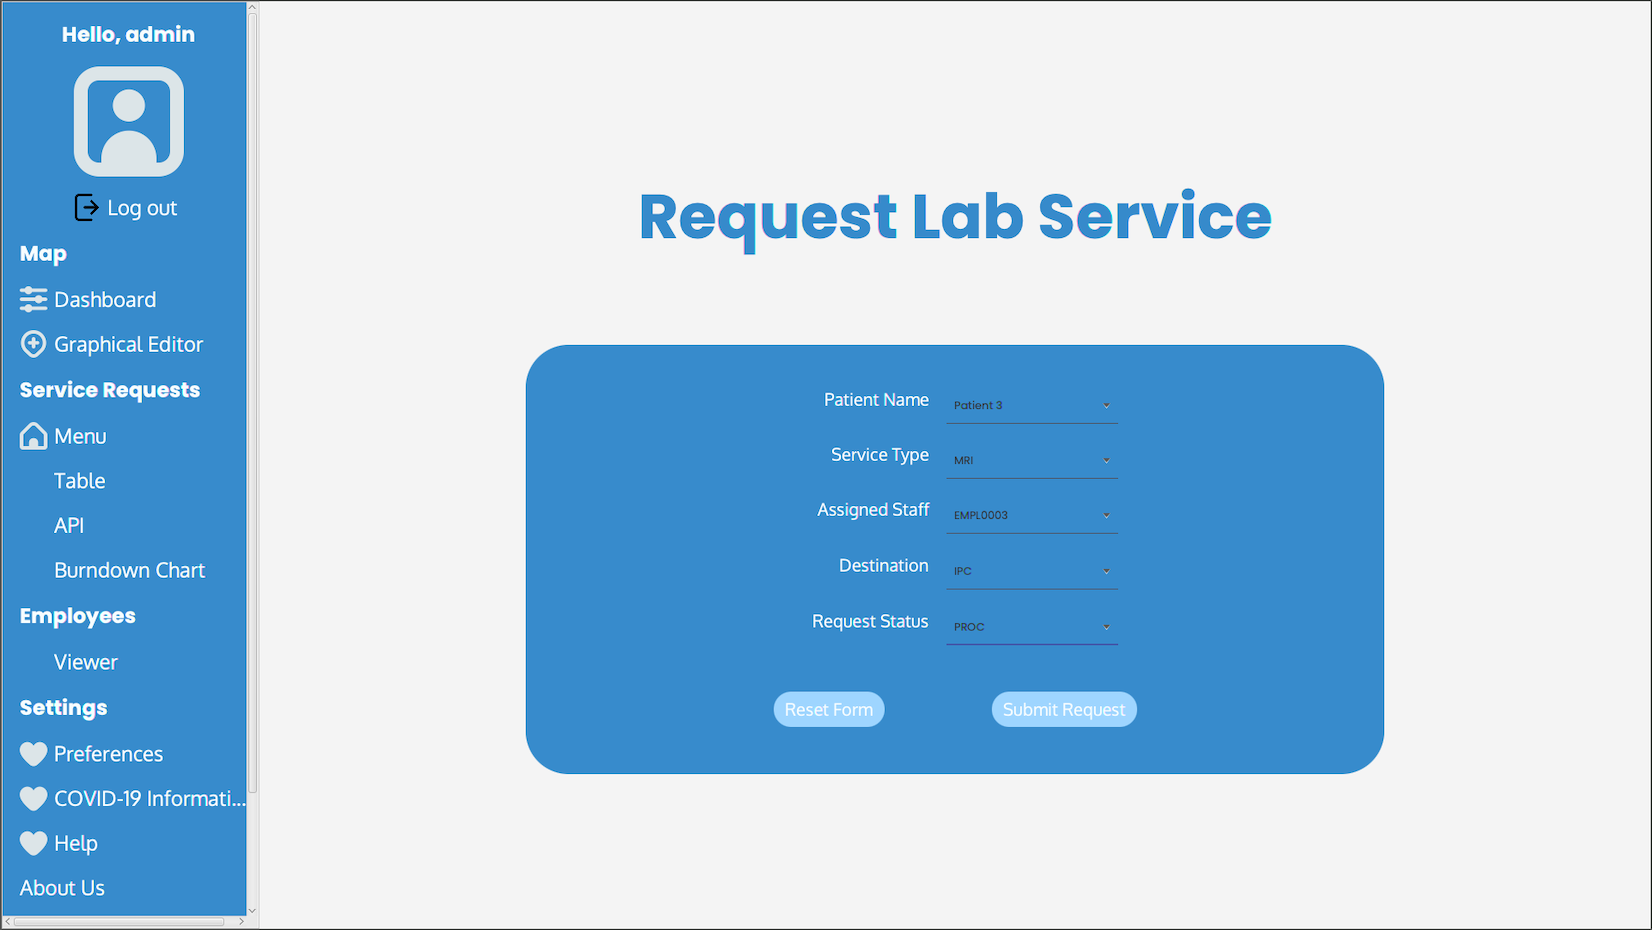 Hello, admin
Log out
Map
Dashboard
Graphical Editor
Service Requests
Menu
Table
API
Burndown Chart
Employees
Viewer
Settings
Preferences
COVID-19 Informati...
Help
About Us
Request Lab Service
Patient Name Patient 3
Service Type MRI
Assigned Staff EMPL0003
Destination IPC
Request Status PROC
Reset Form Submit Request